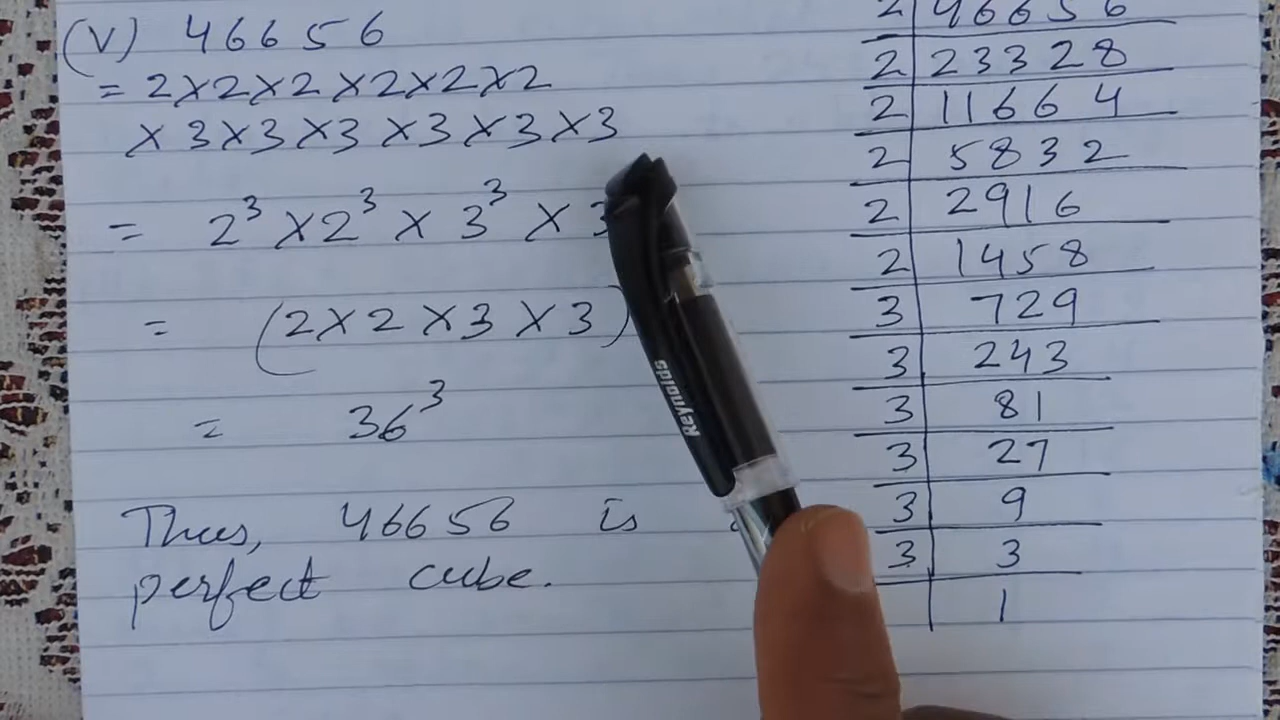 (V) 46656
= 2×2×2×2×2×2
×3×3×3×3×3×3
= 2³ × 2³ × 3³ × 3
= (2×2×3×3)
= 36³
Thus, 46656 is
perfect cube.
2 | 46656
2 | 23328
2 | 11664
2 | 5832
2 | 2916
2 | 1458
3 | 729
3 | 243
3 | 81
3 | 27
3 | 9
3 | 3
| 1
Reynolds